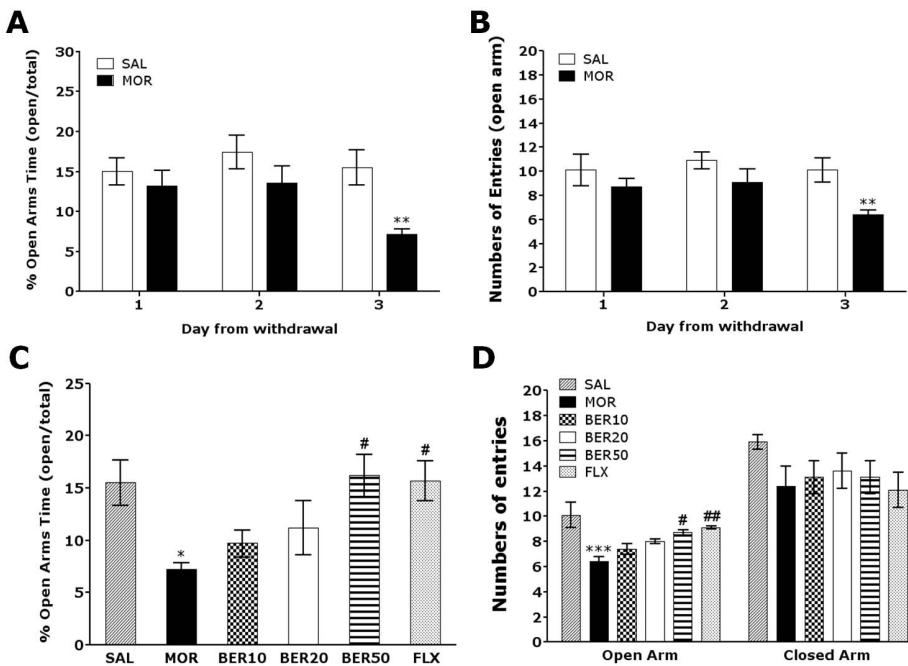 A
% Open Arms Time (open/total)
30
25
20
15
10
5
0
SAL
MOR
**
1 2 3
Day from withdrawal
B
Numbers of Entries (open arm)
20
18
16
14
12
10
8
6
4
2
0
SAL
MOR
**
1 2 3
Day from withdrawal
C
% Open Arms Time (open/total)
25
20
15
10
5
0
*
#
#
SAL MOR BER10 BER20 BER50 FLX
D
Numbers of entries
20
18
16
14
12
10
8
6
4
2
0
SAL
MOR
BER10
BER20
BER50
FLX
***
#
##
Open Arm Closed Arm